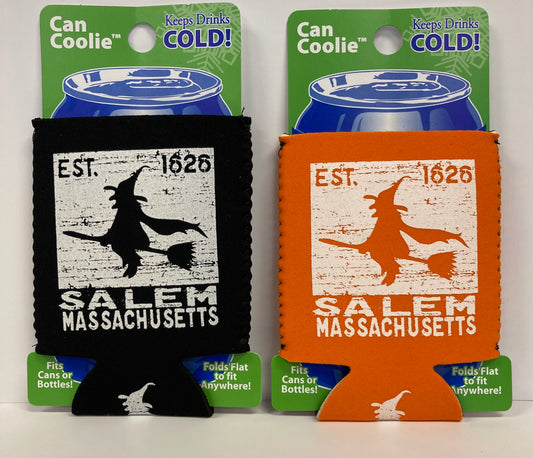 Can
Coolie™
Keeps Drinks
COLD!
EST. 1626
SALEM
MASSACHUSETTS
Fits
Cans or
Bottles!
Folds Flat
to fit
Anywhere!
Can
Coolie™
Keeps Drinks
COLD!
EST. 1626
SALEM
MASSACHUSETTS
Fits
Cans or
Bottles!
Folds Flat
to fit
Anywhere!